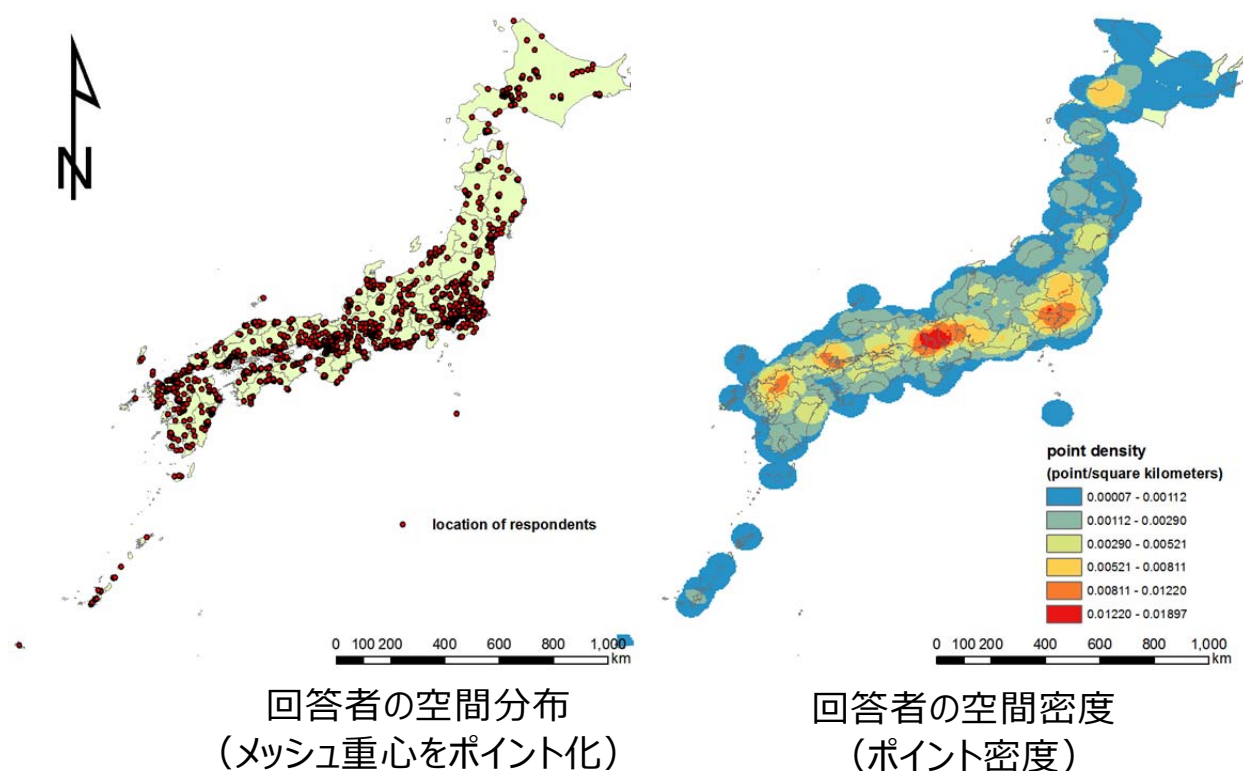 N
location of respondents
0 100 200 400 600 800 1,000
km
回答者の空間分布
（メッシュ重心をポイント化）
point density
(point/square kilometers)
0.00007 - 0.00112
0.00112 - 0.00290
0.00290 - 0.00521
0.00521 - 0.00811
0.00811 - 0.01220
0.01220 - 0.01897
0 100 200 400 600 800 1,000
km
回答者の空間密度
（ポイント密度）